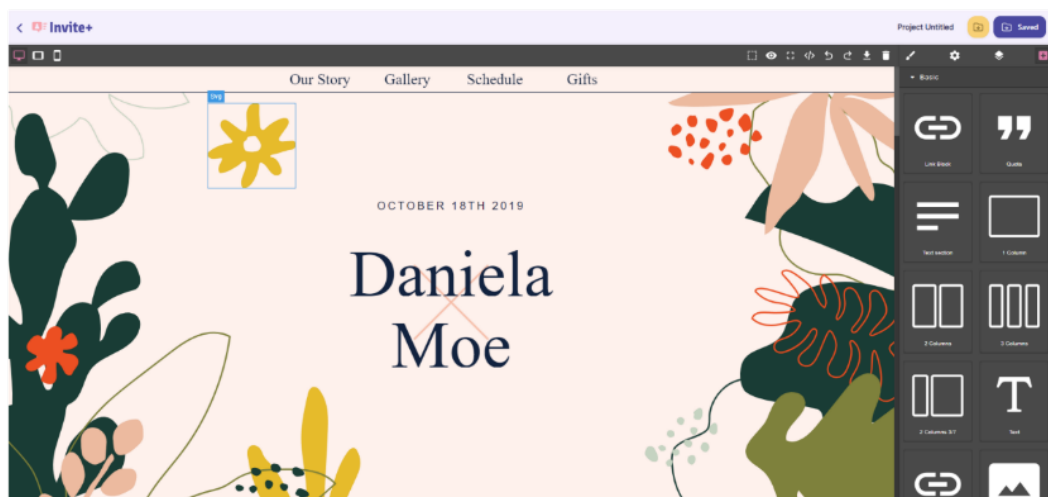 Invite+
Project Untitled
Saved
Our Story Gallery Schedule Gifts
svg
Basic
OCTOBER 18TH 2019
Daniela
Moe
Link Block
Quote
Text section
1 Column
2 Columns
3 Columns
2 Columns 3/7
Text